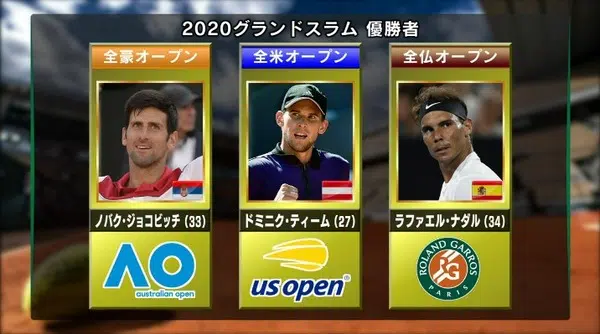 2020グランドスラム 優勝者
全豪オープン
全米オープン
全仏オープン
ノバク・ジョコビッチ(33)
ドミニク・ティーム(27)
ラファエル・ナダル(34)
AO
australian open
us open
ROLAND GARROS
RG
PARIS